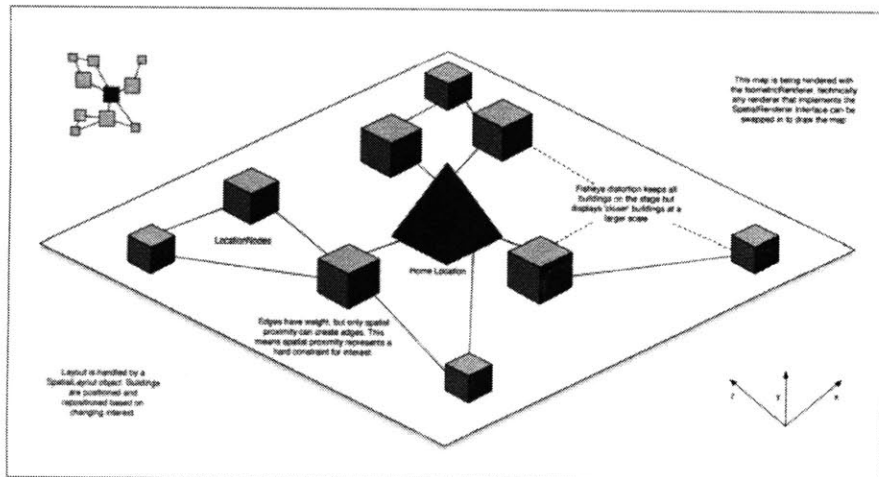 This map is being rendered with
the IsometricRenderer, technically
any renderer that implements the
SpatialRenderer interface can be
swapped in to draw the map
Fisheye distortion keeps all
buildings on the stage but
displays 'closer' buildings at a
larger scale
LocationNodes
Home Location
Edges have weight, but only spatial
proximity can create edges. This
means spatial proximity represents a
hard constraint for interest.
Layout is handled by a
SpatialLayout object. Buildings
are positioned and
repositioned based on
changing interest
z y x